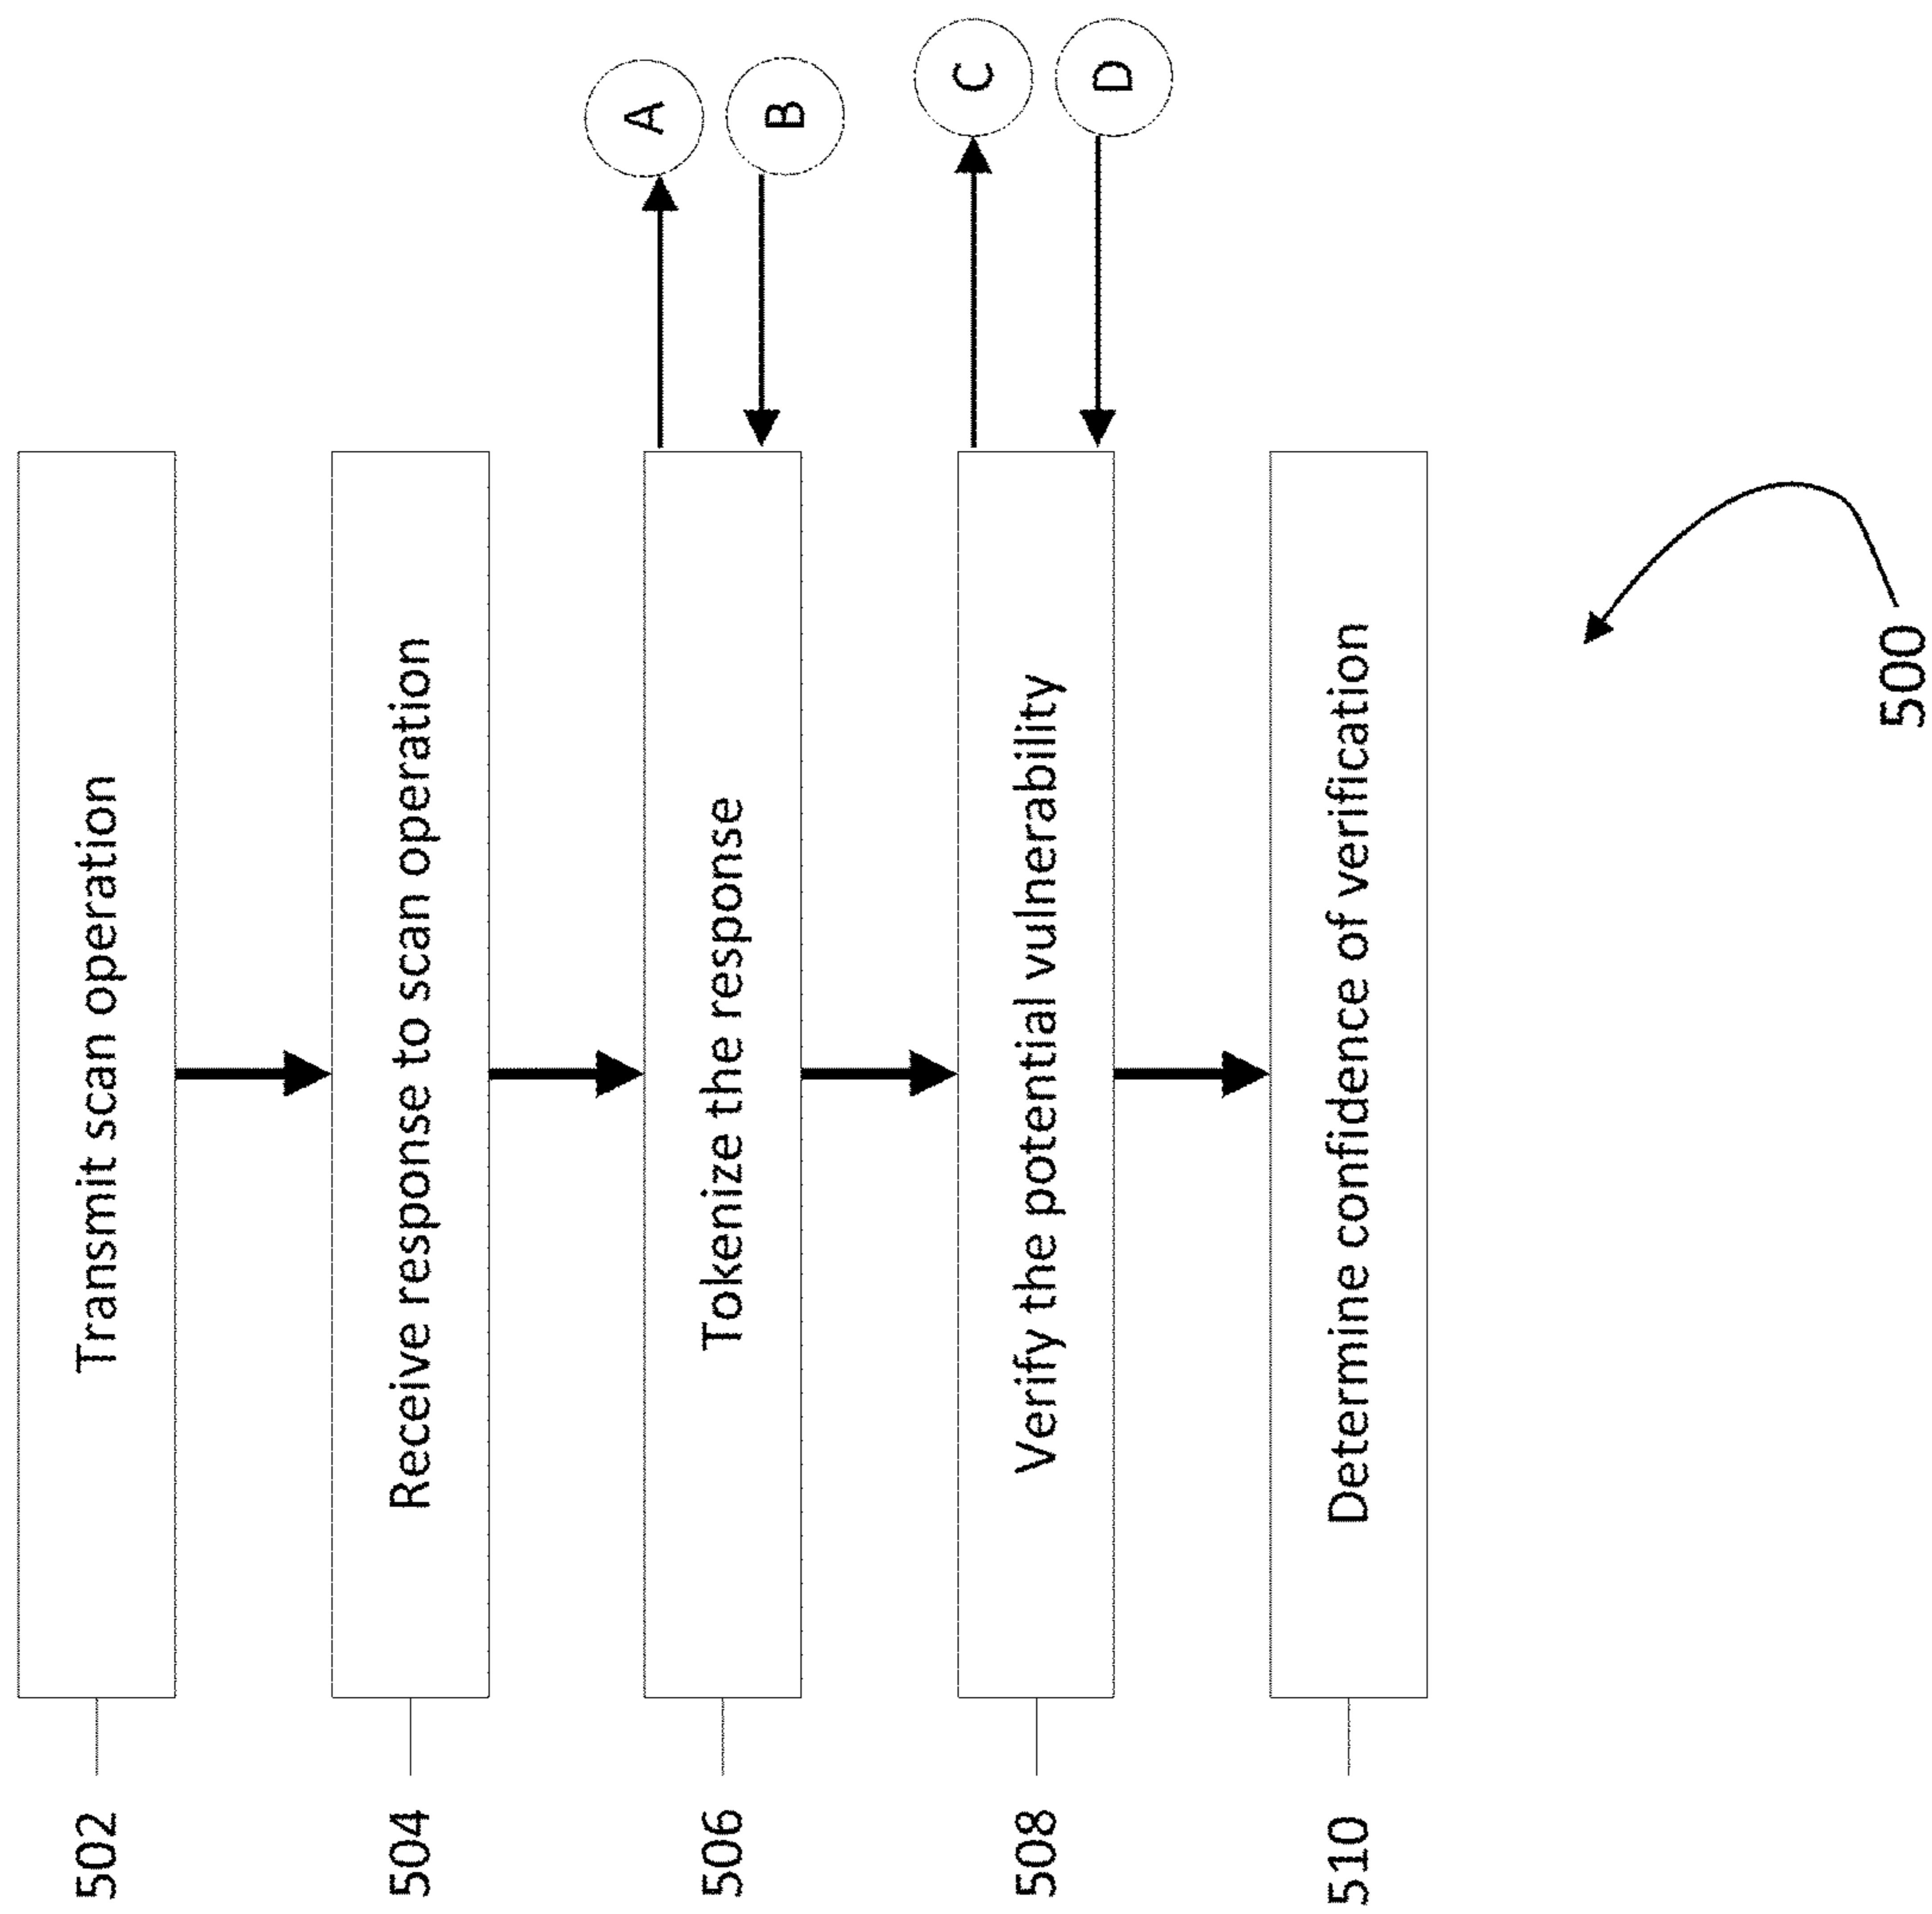 502
Transmit scan operation
504
Receive response to scan operation
506
Tokenize the response
A
B
508
Verify the potential vulnerability
C
D
510
Determine confidence of verification
500